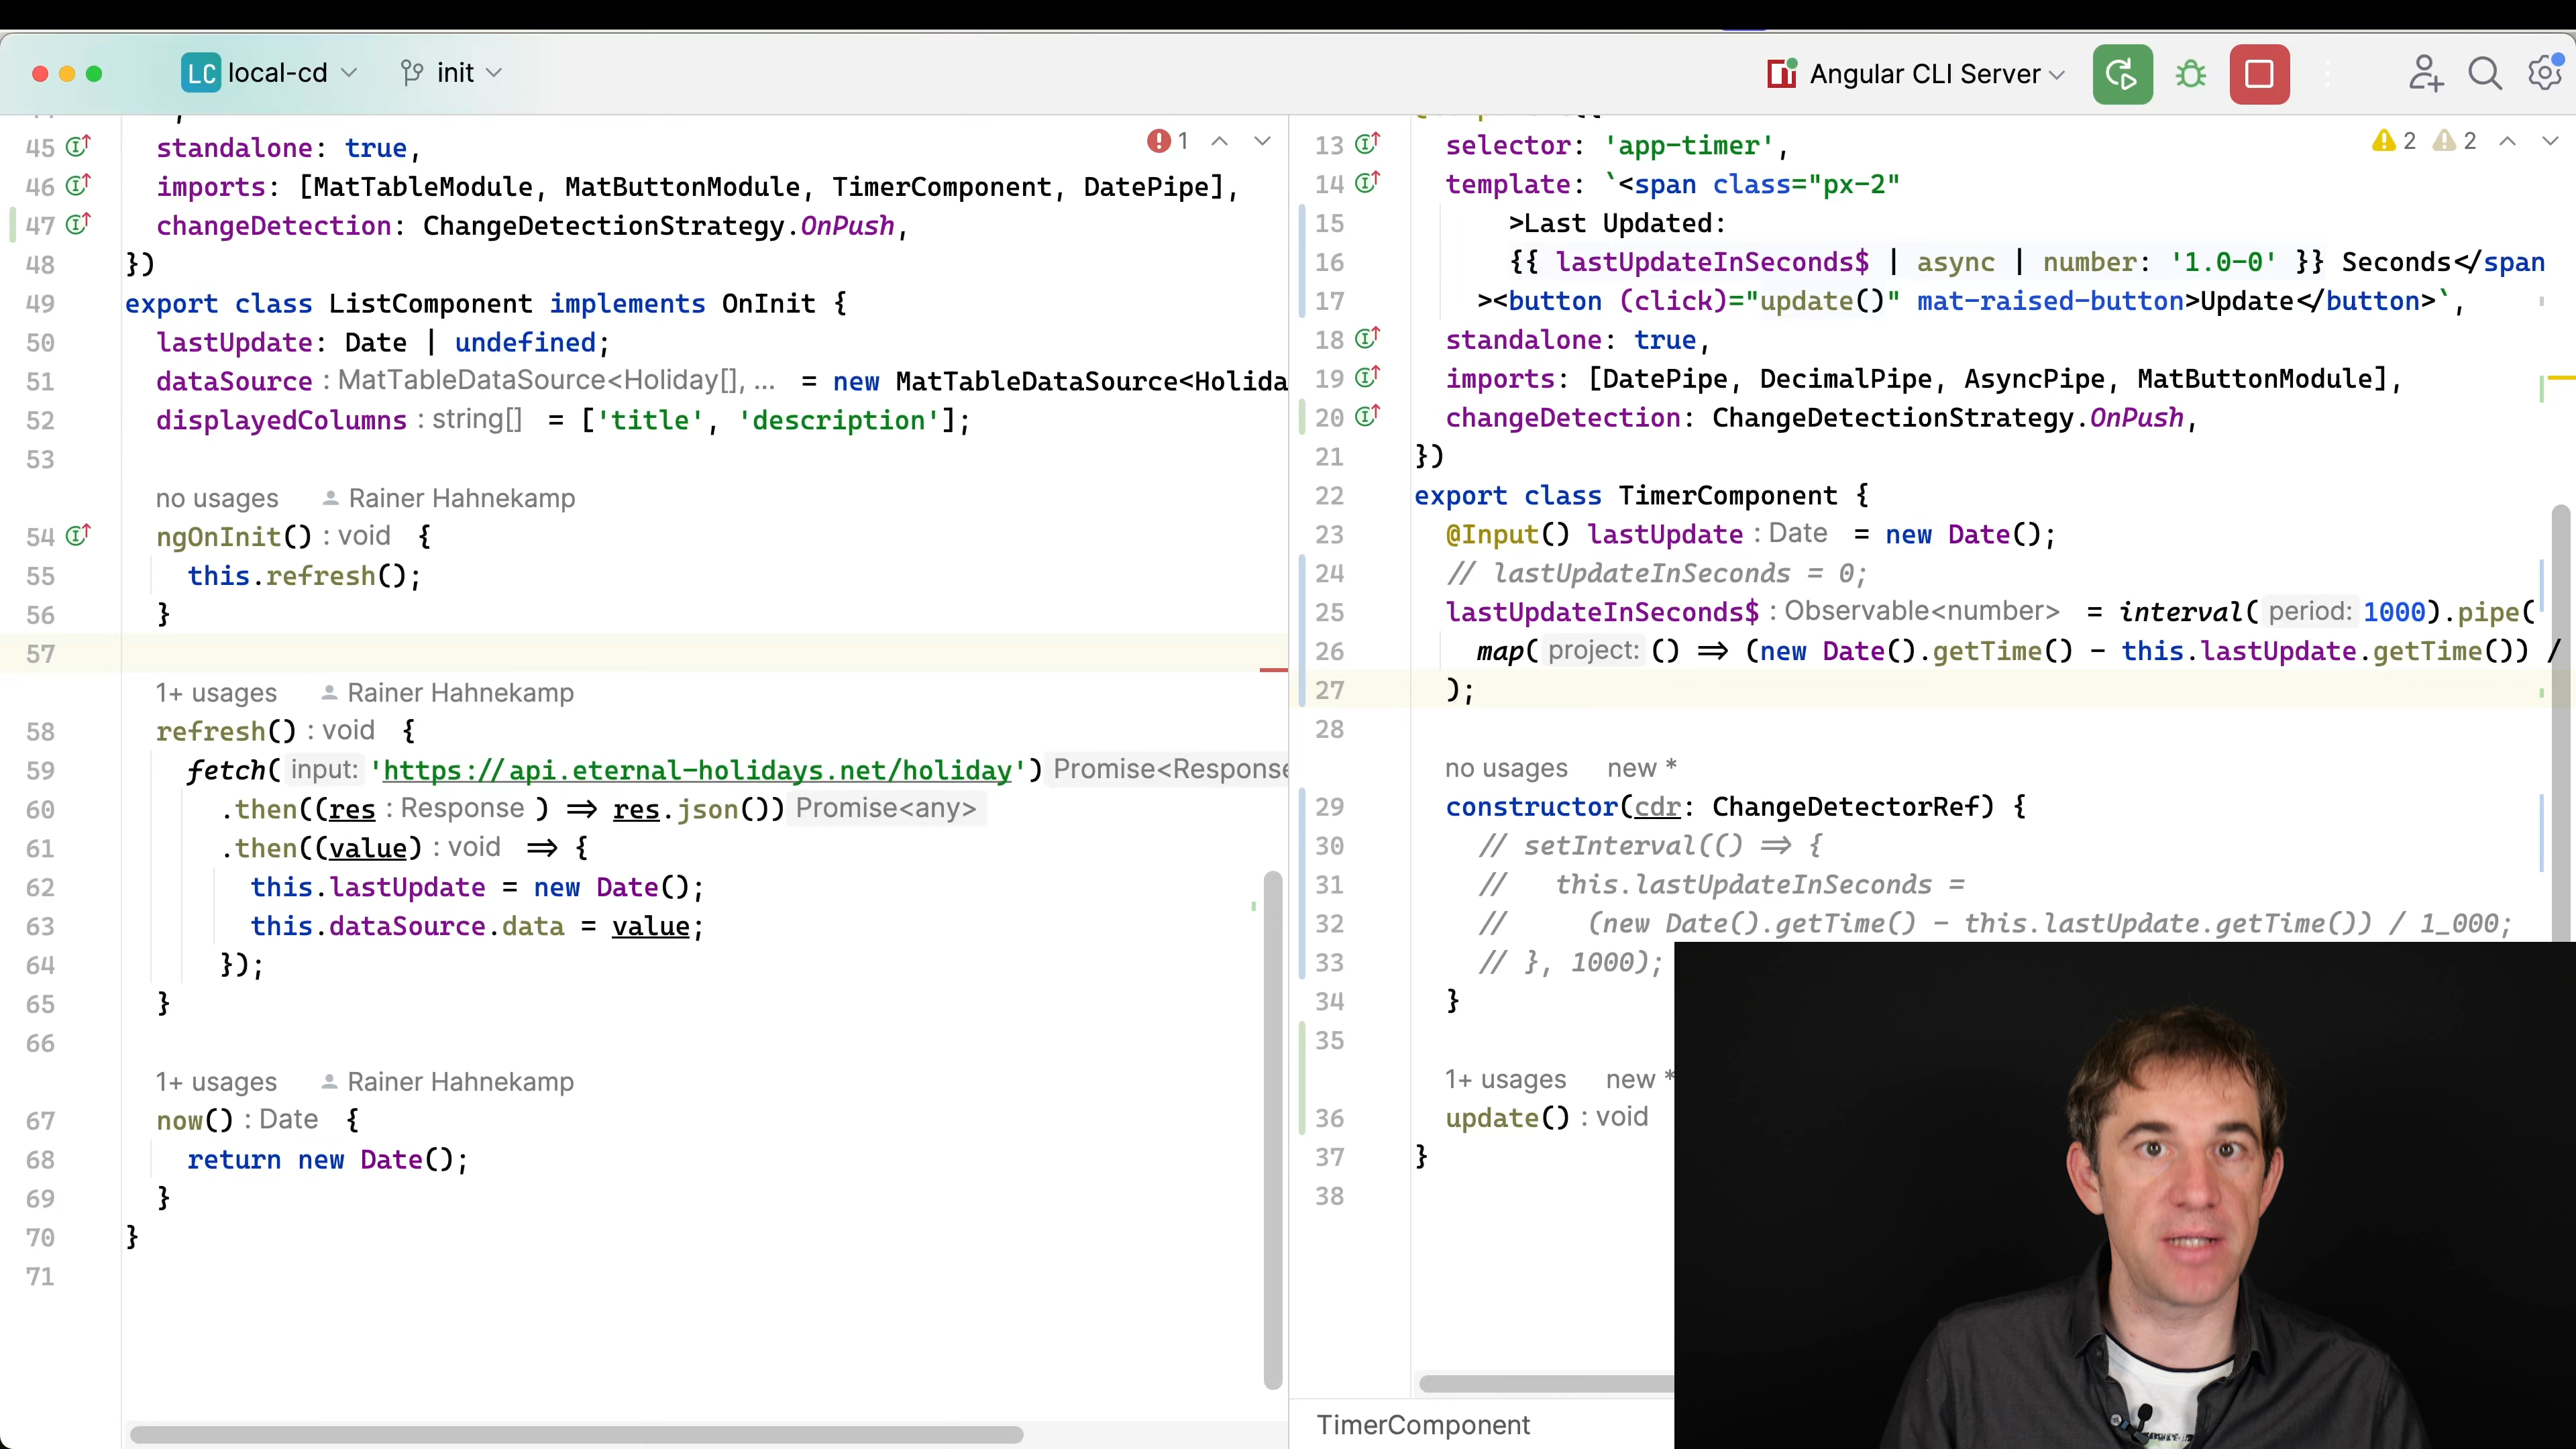 LC local-cd init Angular CLI Server
45 standalone: true,
46 imports: [MatTableModule, MatButtonModule, TimerComponent, DatePipe],
47 changeDetection: ChangeDetectionStrategy.OnPush,
48 })
49 export class ListComponent implements OnInit {
50 lastUpdate: Date | undefined;
51 dataSource : MatTableDataSource<Holiday[],... = new MatTableDataSource<Holida
52 displayedColumns : string[] = ['title', 'description'];
53
no usages Rainer Hahnekamp
54 ngOnInit() : void {
55 this.refresh();
56 }
57
1+ usages Rainer Hahnekamp
58 refresh() : void {
59 fetch( input: 'https://api.eternal-holidays.net/holiday') Promise<Response
60 .then((res : Response ) => res.json()) Promise<any>
61 .then((value) : void => {
62 this.lastUpdate = new Date();
63 this.dataSource.data = value;
64 });
65 }
66
1+ usages Rainer Hahnekamp
67 now() : Date {
68 return new Date();
69 }
70 }
71
1
13 selector: 'app-timer',
14 template: `<span class="px-2"
15 >Last Updated:
16 {{ lastUpdateInSeconds$ | async | number: '1.0-0' }} Seconds</span
17 ><button (click)="update()" mat-raised-button>Update</button>`,
18 standalone: true,
19 imports: [DatePipe, DecimalPipe, AsyncPipe, MatButtonModule],
20 changeDetection: ChangeDetectionStrategy.OnPush,
21 })
22 export class TimerComponent {
23 @Input() lastUpdate : Date = new Date();
24 // lastUpdateInSeconds = 0;
25 lastUpdateInSeconds$ : Observable<number> = interval( period: 1000).pipe(
26 map( project: () => (new Date().getTime() - this.lastUpdate.getTime()) /
27 );
28
no usages new *
29 constructor(cdr: ChangeDetectorRef) {
30 // setInterval(() => {
31 // this.lastUpdateInSeconds =
32 // (new Date().getTime() - this.lastUpdate.getTime()) / 1_000;
33 // }, 1000);
34 }
35
1+ usages new *
36 update() : void
37 }
38
2 2
TimerComponent